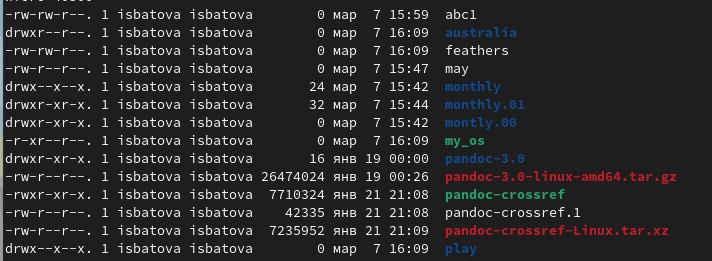 -rw-rw-r--. 1 isbatova isbatova        0 мар  7 15:59  abc1
drwxr--r--. 1 isbatova isbatova        0 мар  7 16:09  australia
-rw-rw-r--. 1 isbatova isbatova        0 мар  7 16:09  feathers
-rw-r--r--. 1 isbatova isbatova        0 мар  7 15:47  may
drwx--x--x. 1 isbatova isbatova       24 мар  7 15:42  monthly
drwxr-xr-x. 1 isbatova isbatova       32 мар  7 15:44  monthly.01
drwxr-xr-x. 1 isbatova isbatova        0 мар  7 15:42  montly.00
-r-xr--r--. 1 isbatova isbatova        0 мар  7 16:09  my_os
drwxr-xr-x. 1 isbatova isbatova       16 янв 19 00:00  pandoc-3.0
-rw-r--r--. 1 isbatova isbatova 26474024 янв 19 00:26  pandoc-3.0-linux-amd64.tar.gz
-rwxr-xr-x. 1 isbatova isbatova  7710324 янв 21 21:08  pandoc-crossref
-rw-r--r--. 1 isbatova isbatova    42335 янв 21 21:08  pandoc-crossref.1
-rw-r--r--. 1 isbatova isbatova  7235952 янв 21 21:09  pandoc-crossref-Linux.tar.xz
drwx--x--x. 1 isbatova isbatova        0 мар  7 16:09  play